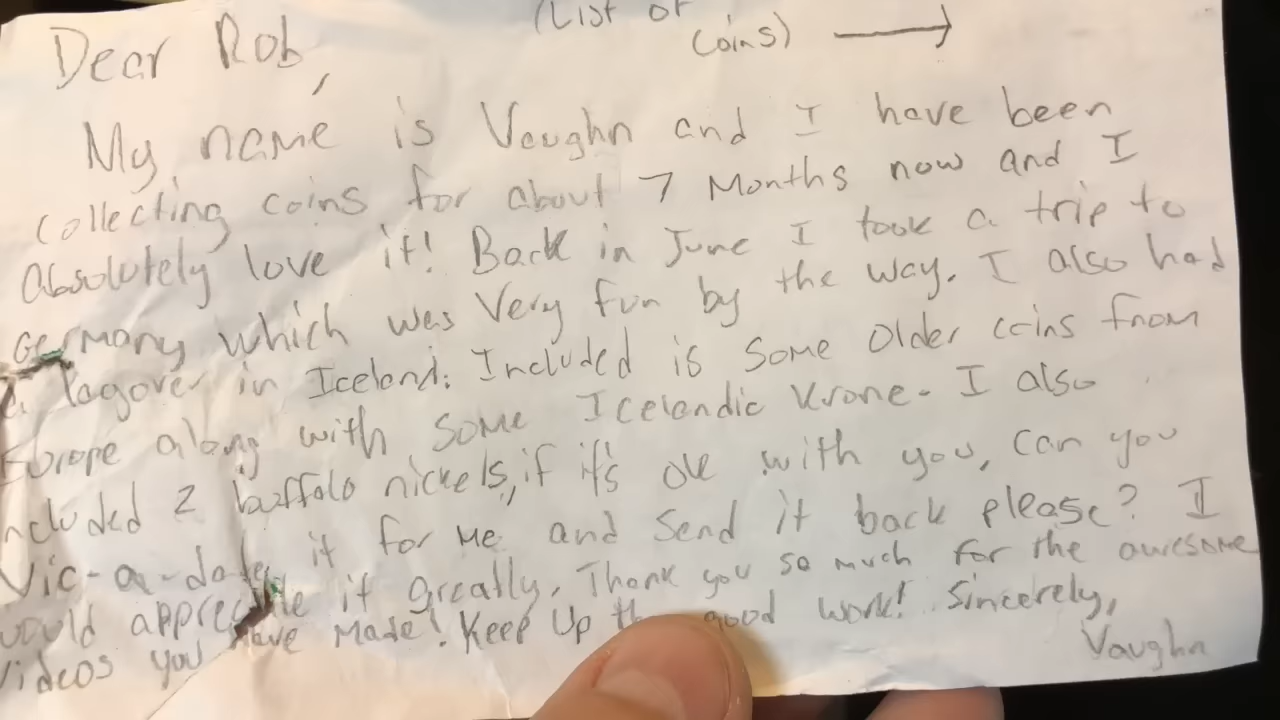 (List of
Dear Rob,
Coins) →
My name is Vaughn and I have been
collecting coins for about 7 Months now and I
absolutely love it! Back in June I took a trip to
Germany which was Very fun by the way. I also had
a layover in Iceland. Included is some older coins from
Europe along with some Icelandic Krone. I also
ncluded 2 buffalo nickels, if it's ok with you, can you
Vic-a-date it for me and send it back please? I
would appreciate it greatly. Thank you so much for the awesome
videos you have Made! Keep Up the good work! Sincerely,
Vaughn